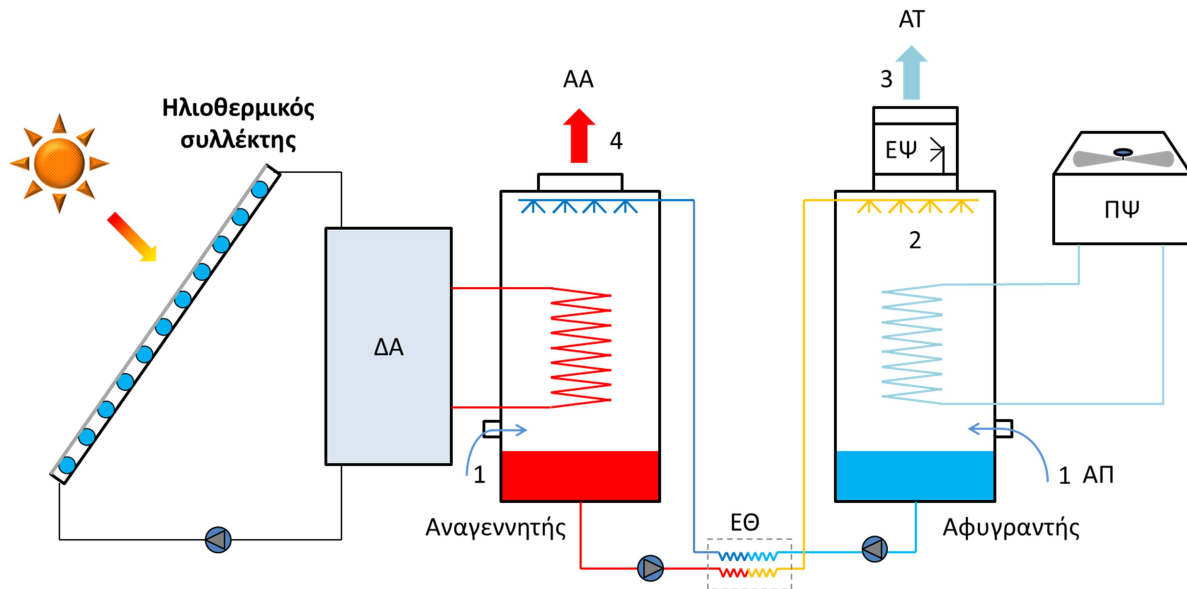 ΑΤ
3
ΑΑ
Ηλιοθερμικός
συλλέκτης
4
ΕΨ
ΠΨ
2
ΔΑ
1
1 ΑΠ
Αναγεννητής
ΕΘ
Αφυγραντής